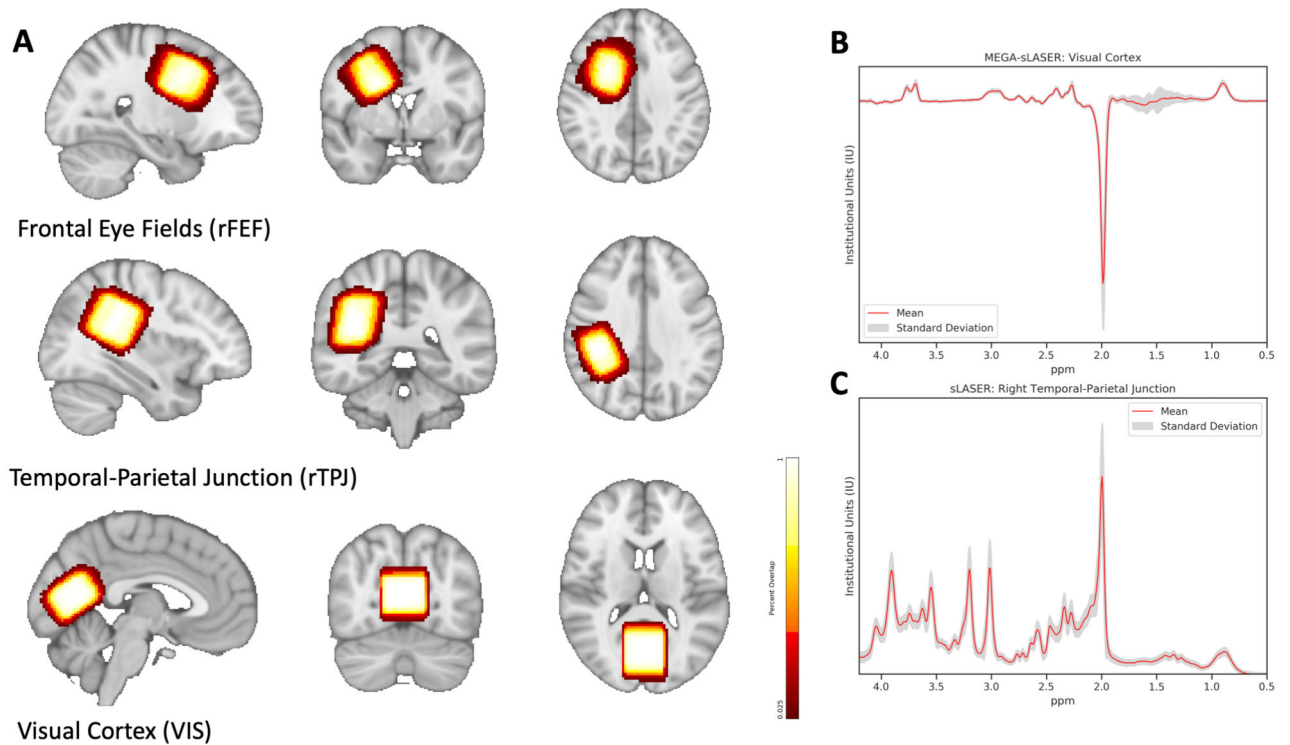 A
Frontal Eye Fields (rFEF)
Temporal-Parietal Junction (rTPJ)
Visual Cortex (VIS)
1
Percent Overlap
0.025
B
MEGA-sLASER: Visual Cortex
Institutional Units (IU)
Mean
Standard Deviation
4.0 3.5 3.0 2.5 2.0 1.5 1.0 0.5
ppm
C
sLASER: Right Temporal-Parietal Junction
Institutional Units (IU)
Mean
Standard Deviation
4.0 3.5 3.0 2.5 2.0 1.5 1.0 0.5
ppm